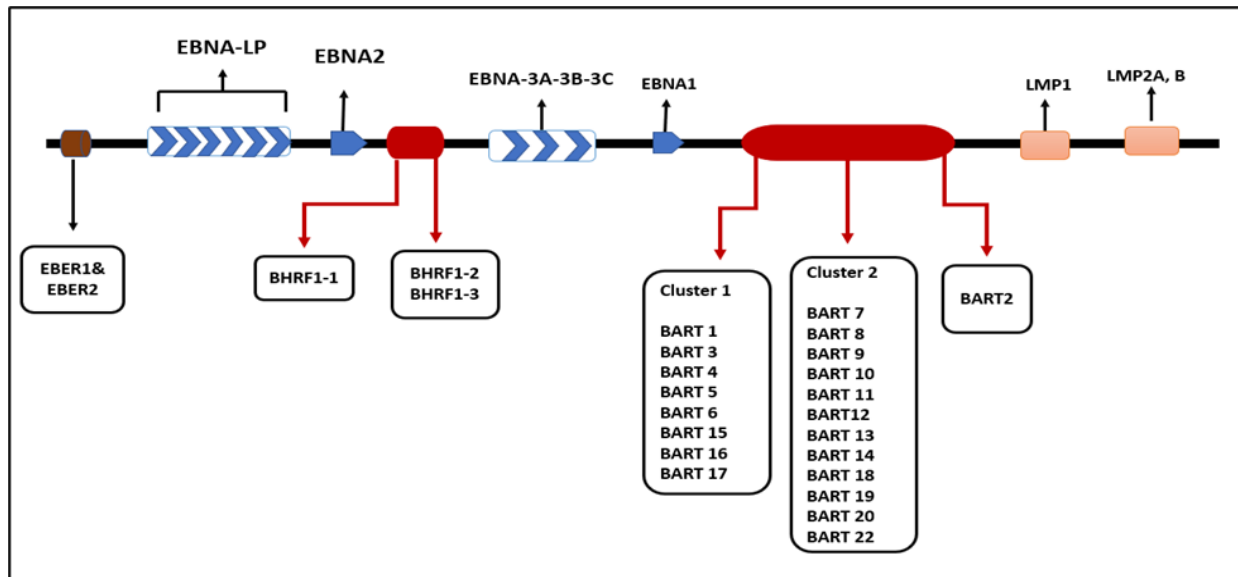 EBNA-LP
EBNA2
EBNA-3A-3B-3C
EBNA1
LMP1
LMP2A, B
EBER1&
EBER2
BHRF1-1
BHRF1-2
BHRF1-3
Cluster 1
BART 1
BART 3
BART 4
BART 5
BART 6
BART 15
BART 16
BART 17
Cluster 2
BART 7
BART 8
BART 9
BART 10
BART 11
BART12
BART 13
BART 14
BART 18
BART 19
BART 20
BART 22
BART2